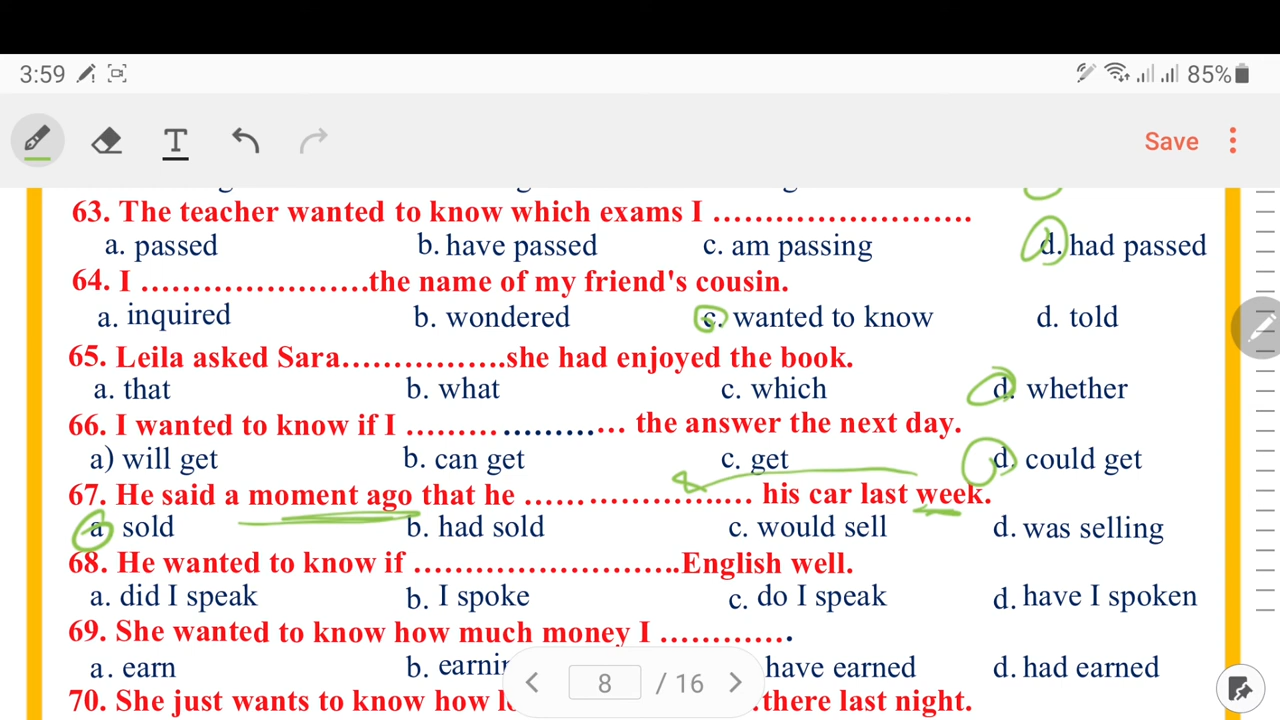 3:59 85%
T Save
63. The teacher wanted to know which exams I ……………………….
a. passed b. have passed c. am passing d. had passed
64. I ………………….the name of my friend's cousin.
a. inquired b. wondered c. wanted to know d. told
65. Leila asked Sara…………….she had enjoyed the book.
a. that b. what c. which d. whether
66. I wanted to know if I ……… ………… the answer the next day.
a) will get b. can get c. get d. could get
67. He said a moment ago that he …… …………….… his car last week.
a sold b. had sold c. would sell d. was selling
68. He wanted to know if ……………………….English well.
a. did I speak b. I spoke c. do I speak d. have I spoken
69. She wanted to know how much money I ………….
a. earn b. have earned d. had earned
8 / 16
70. She just wants to know how .there last night.